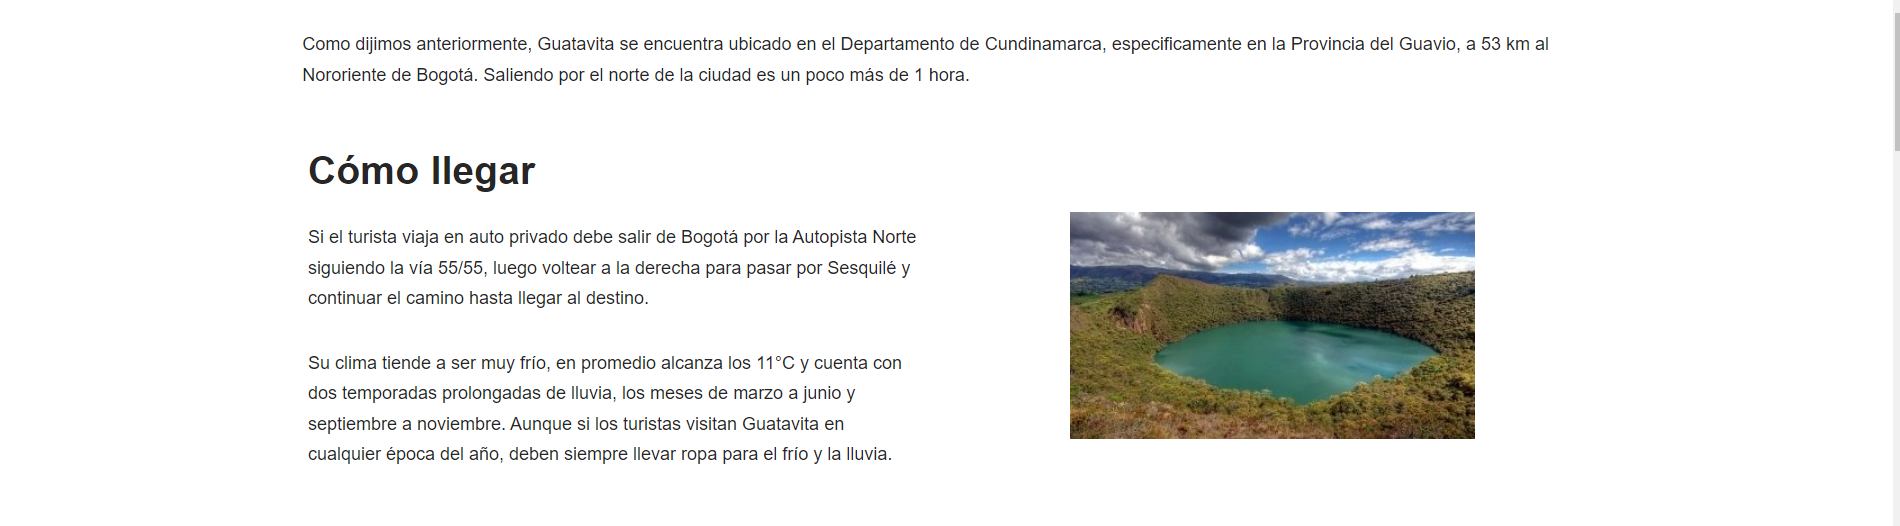 Como dijimos anteriormente, Guatavita se encuentra ubicado en el Departamento de Cundinamarca, especificamente en la Provincia del Guavio, a 53 km al
Nororiente de Bogotá. Saliendo por el norte de la ciudad es un poco más de 1 hora.
Cómo llegar
Si el turista viaja en auto privado debe salir de Bogotá por la Autopista Norte
siguiendo la vía 55/55, luego voltear a la derecha para pasar por Sesquilé y
continuar el camino hasta llegar al destino.
Su clima tiende a ser muy frío, en promedio alcanza los 11°C y cuenta con
dos temporadas prolongadas de lluvia, los meses de marzo a junio y
septiembre a noviembre. Aunque si los turistas visitan Guatavita en
cualquier época del año, deben siempre llevar ropa para el frío y la lluvia.